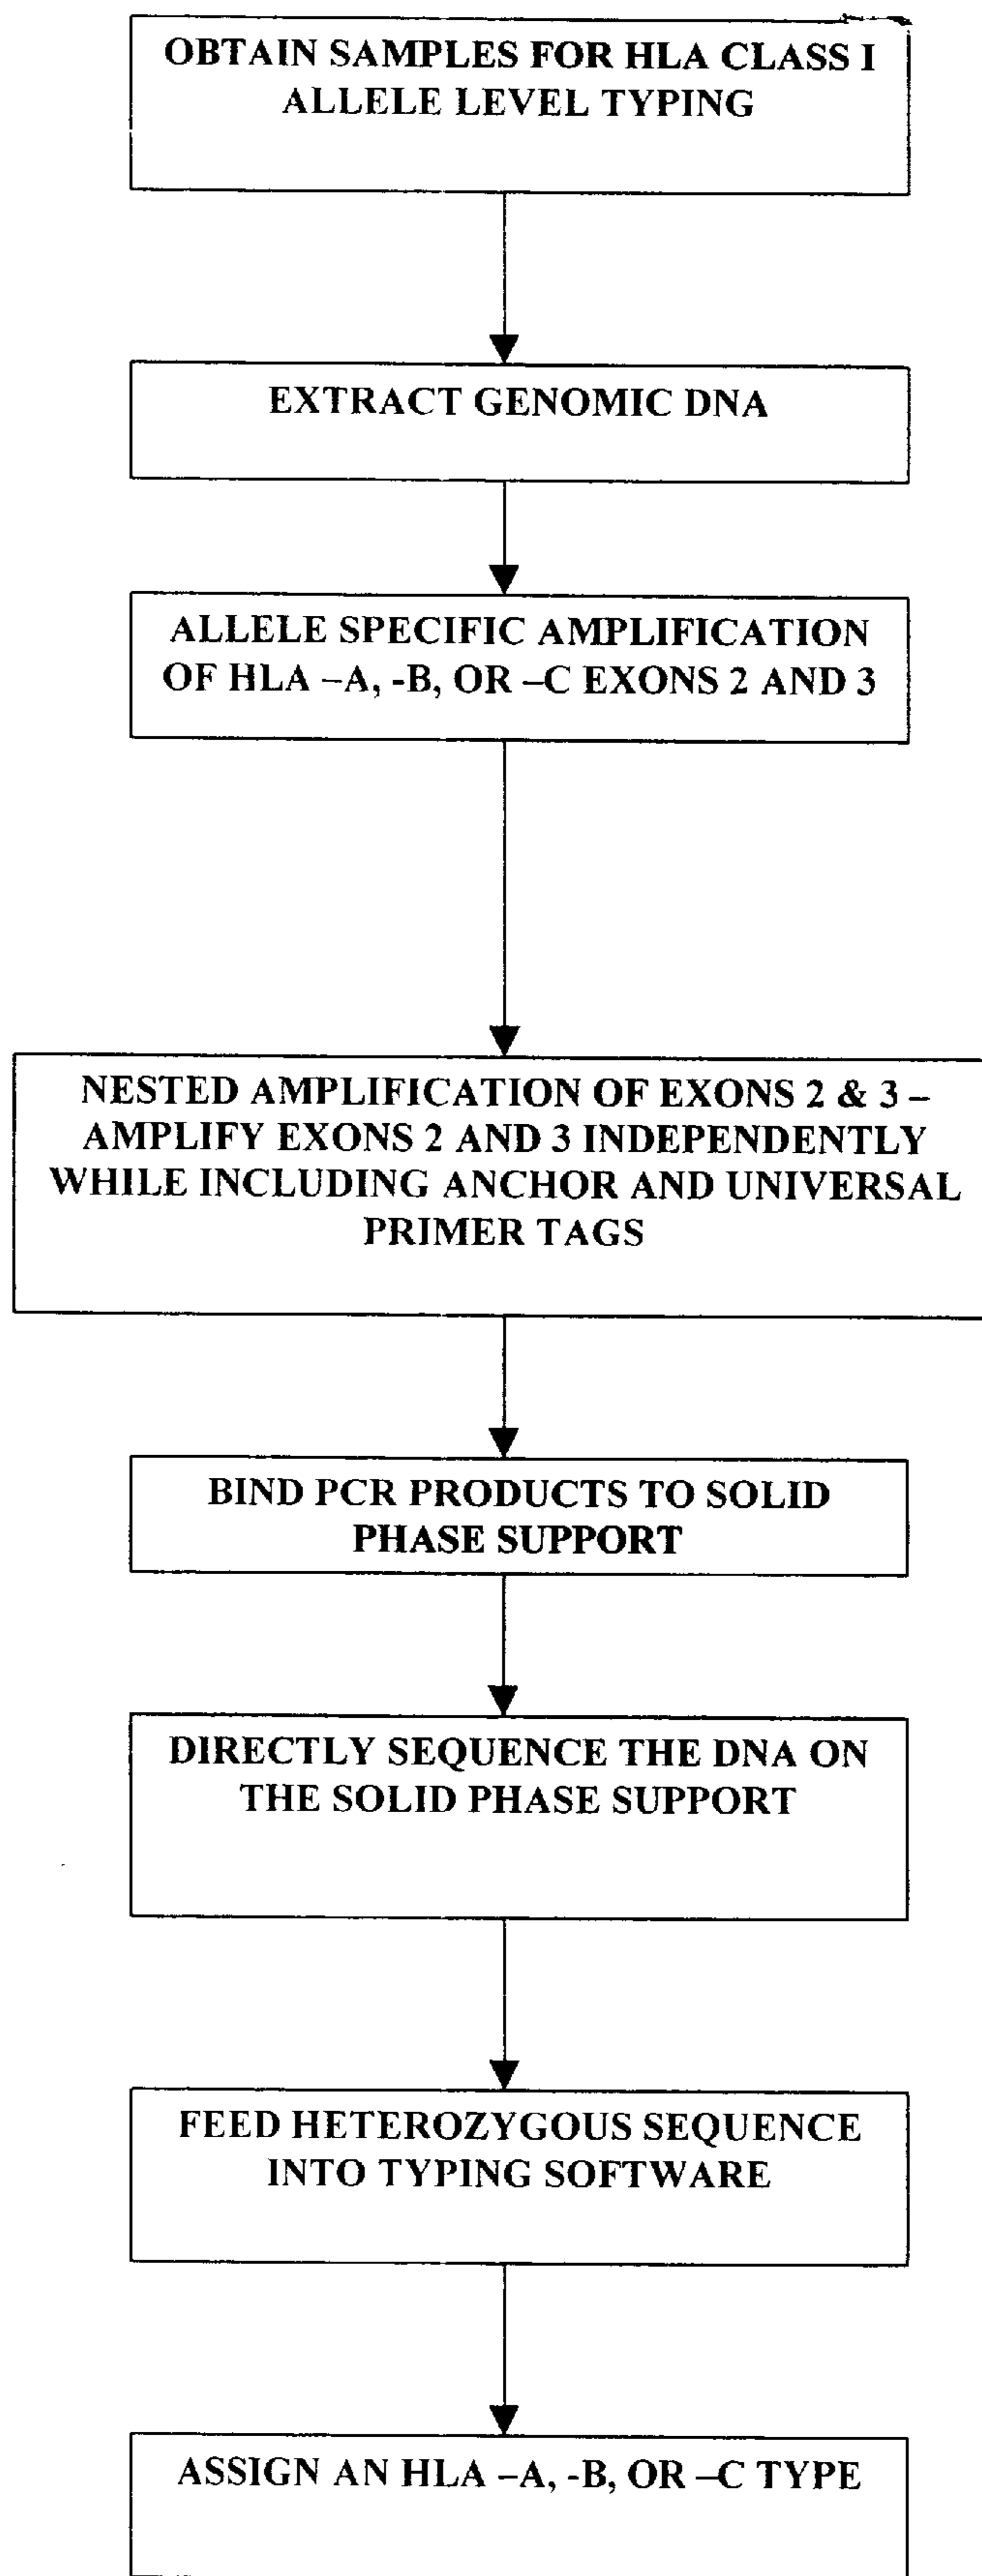 OBTAIN SAMPLES FOR HLA CLASS I
ALLELE LEVEL TYPING
EXTRACT GENOMIC DNA
ALLELE SPECIFIC AMPLIFICATION
OF HLA –A, -B, OR –C EXONS 2 AND 3
NESTED AMPLIFICATION OF EXONS 2 & 3 –
AMPLIFY EXONS 2 AND 3 INDEPENDENTLY
WHILE INCLUDING ANCHOR AND UNIVERSAL
PRIMER TAGS
BIND PCR PRODUCTS TO SOLID
PHASE SUPPORT
DIRECTLY SEQUENCE THE DNA ON
THE SOLID PHASE SUPPORT
FEED HETEROZYGOUS SEQUENCE
INTO TYPING SOFTWARE
ASSIGN AN HLA –A, -B, OR –C TYPE